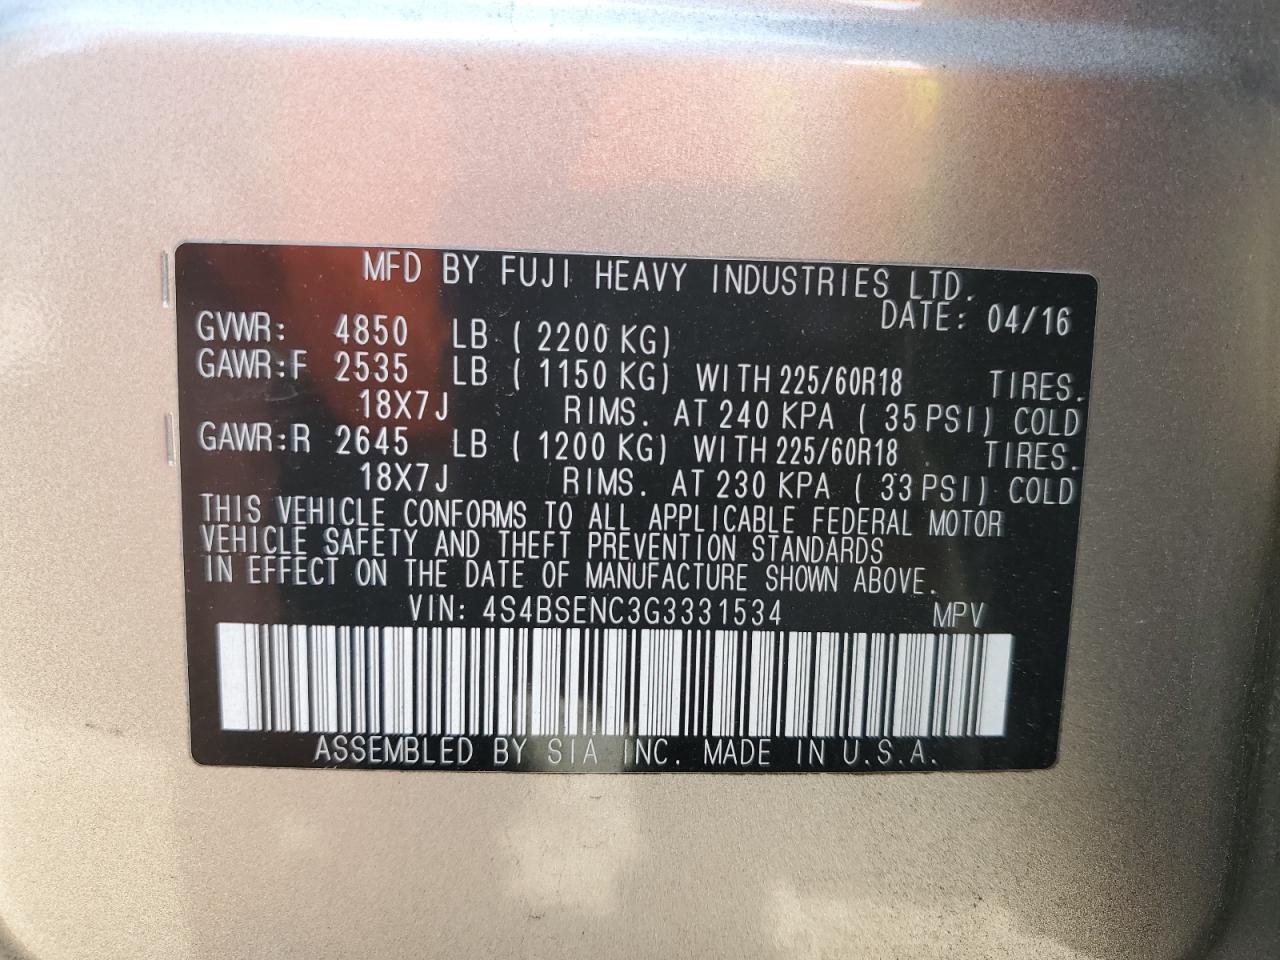 MFD BY FUJI HEAVY INDUSTRIES LTD.
DATE: 04/16
GVWR: 4850 LB ( 2200 KG)
GAWR:F 2535 LB ( 1150 KG) WITH 225/60R18 TIRES.
18X7J RIMS. AT 240 KPA ( 35 PSI) COLD
GAWR:R 2645 LB ( 1200 KG) WITH 225/60R18 TIRES.
18X7J RIMS. AT 230 KPA ( 33 PSI) COLD
THIS VEHICLE CONFORMS TO ALL APPLICABLE FEDERAL MOTOR
VEHICLE SAFETY AND THEFT PREVENTION STANDARDS
IN EFFECT ON THE DATE OF MANUFACTURE SHOWN ABOVE.
VIN: 4S4BSENC3G3331534 MPV
ASSEMBLED BY SIA INC. MADE IN U.S.A.